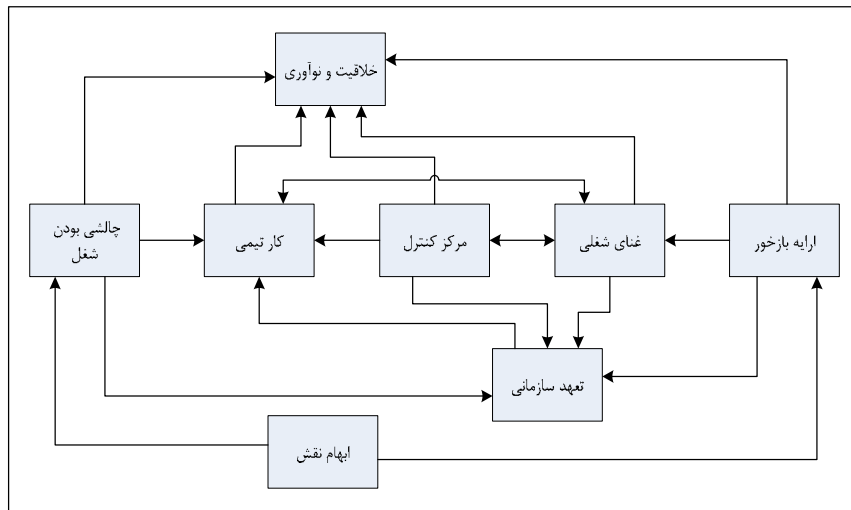 خلاقیت و نوآوری
چالشی بودن
شغل
کار تیمی
مرکز کنترل
غنای شغلی
ارایه بازخور
تعهد سازمانی
ابهام نقش